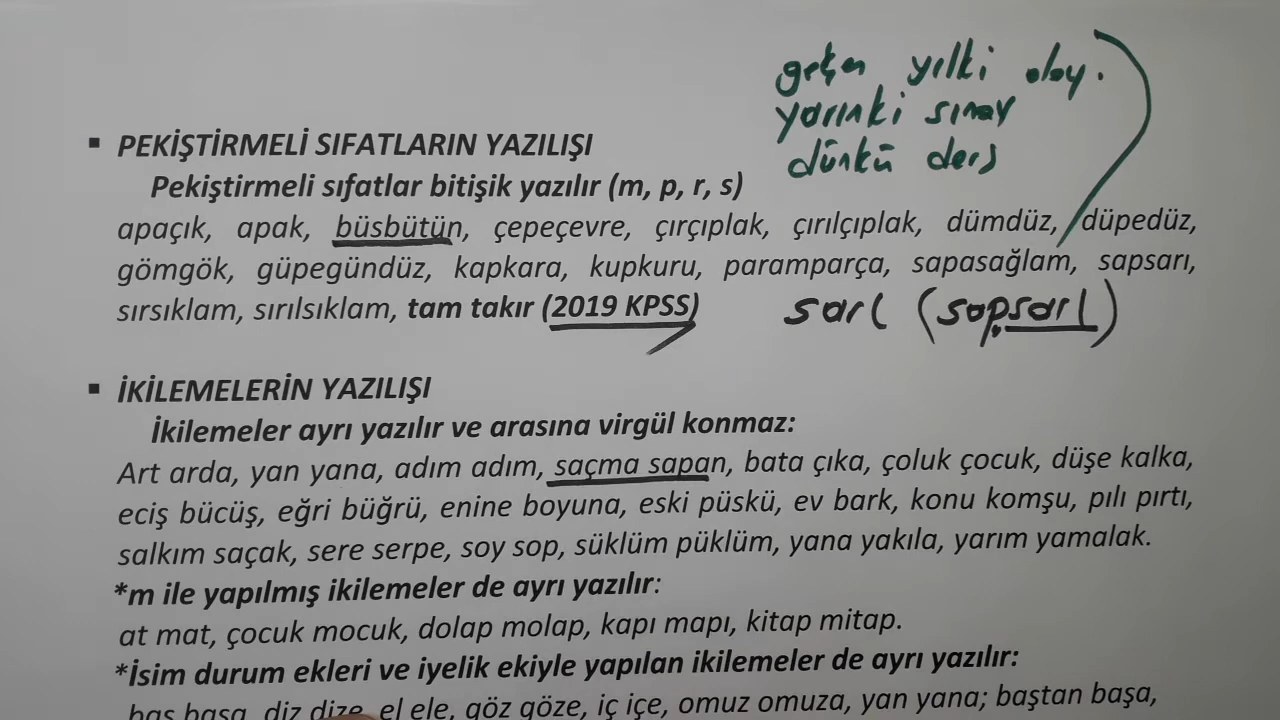 geçen yılki olay.
yarınki sınav
dünkü ders
▪ PEKİŞTİRMELİ SIFATLARIN YAZILIŞI
Pekiştirmeli sıfatlar bitişik yazılır (m, p, r, s)
apaçık, apak, büsbütün, çepeçevre, çırçıplak, çırılçıplak, dümdüz, düpedüz,
gömgök, güpegündüz, kapkara, kupkuru, paramparça, sapasağlam, sapsarı,
sırsıklam, sırılsıklam, tam takır (2019 KPSS)
sarı (sapsarı)
▪ İKİLEMELERİN YAZILIŞI
İkilemeler ayrı yazılır ve arasına virgül konmaz:
Art arda, yan yana, adım adım, saçma sapan, bata çıka, çoluk çocuk, düşe kalka,
eciş bücüş, eğri büğrü, enine boyuna, eski püskü, ev bark, konu komşu, pılı pırtı,
salkım saçak, sere serpe, soy sop, süklüm püklüm, yana yakıla, yarım yamalak.
*m ile yapılmış ikilemeler de ayrı yazılır:
at mat, çocuk mocuk, dolap molap, kapı mapı, kitap mitap.
*İsim durum ekleri ve iyelik ekiyle yapılan ikilemeler de ayrı yazılır:
baş başa, diz dize, el ele, göz göze, iç içe, omuz omuza, yan yana; baştan başa,